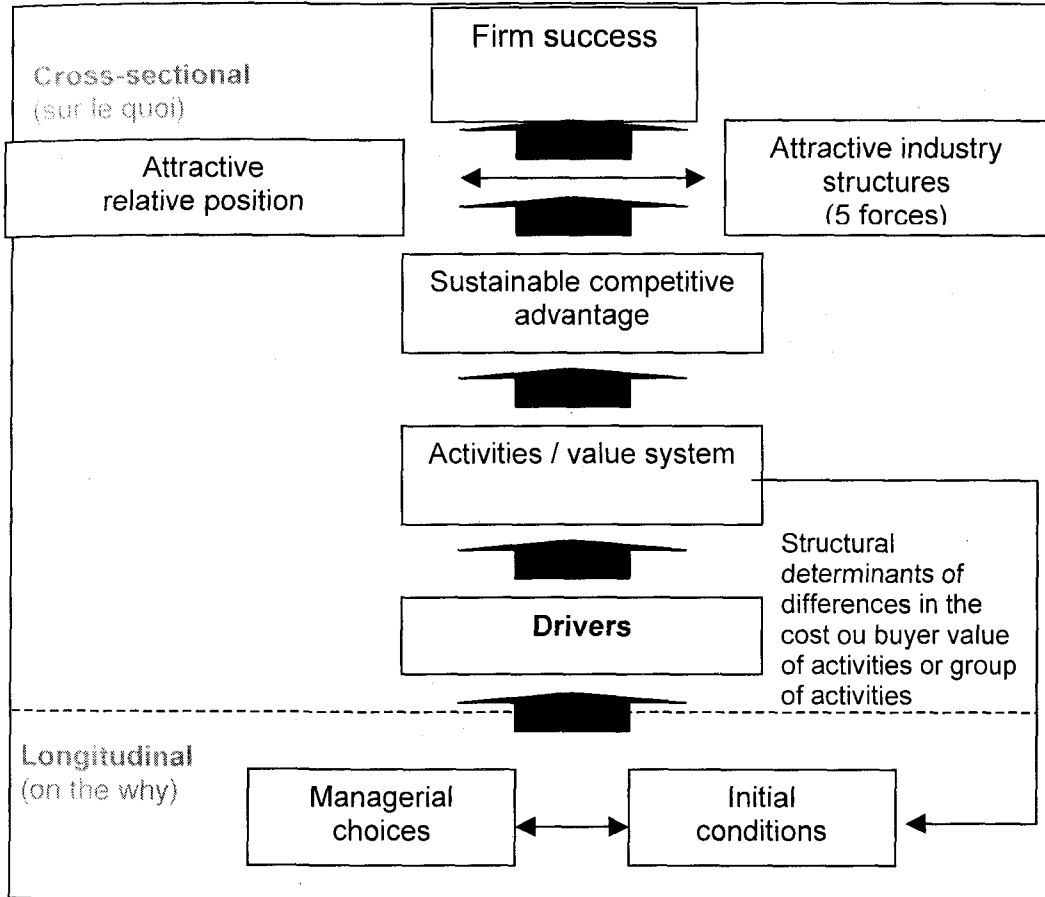 Firm success
Cross-sectional
(sur le quoi)
Attractive
relative position
Attractive industry
structures
(5 forces)
Sustainable competitive
advantage
Activities / value system
Structural
determinants of
differences in the
cost ou buyer value
of activities or group
of activities
Drivers
Longitudinal
(on the why)
Managerial
choices
Initial
conditions